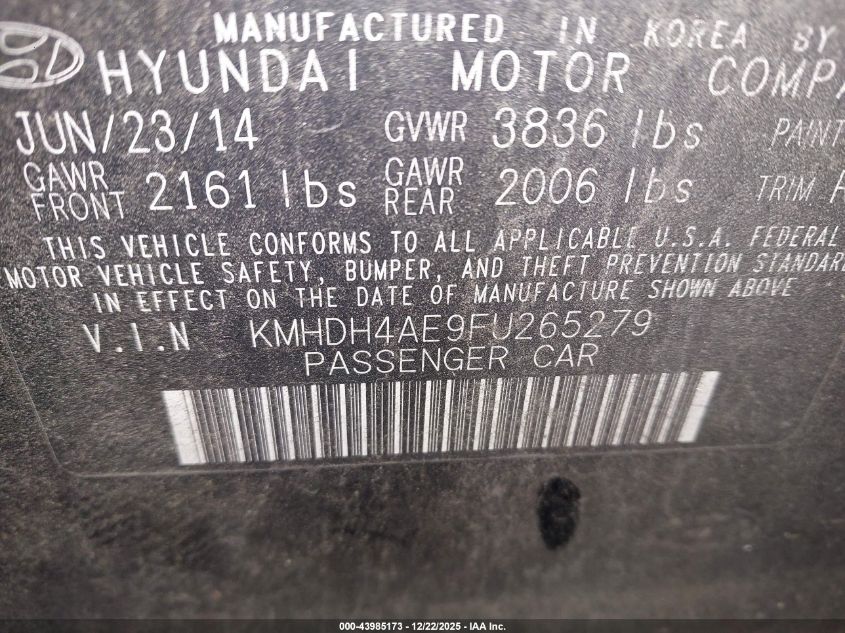 MANUFACTURED IN KOREA BY
HYUNDAI MOTOR
JUN/23/14 GVWR 3836 lbs PAINT
GAWR FRONT 2161 lbs GAWR REAR 2006 lbs TRIM
THIS VEHICLE CONFORMS TO ALL APPLICABLE U.S.A. FEDERAL
MOTOR VEHICLE SAFETY, BUMPER, AND THEFT PREVENTION STANDARD
IN EFFECT ON THE DATE OF MANUFACTURE SHOWN ABOVE
V.I.N KMHDH4AE9FU265279
PASSENGER CAR
000-43985173 - 12/22/2025 - IAA Inc.